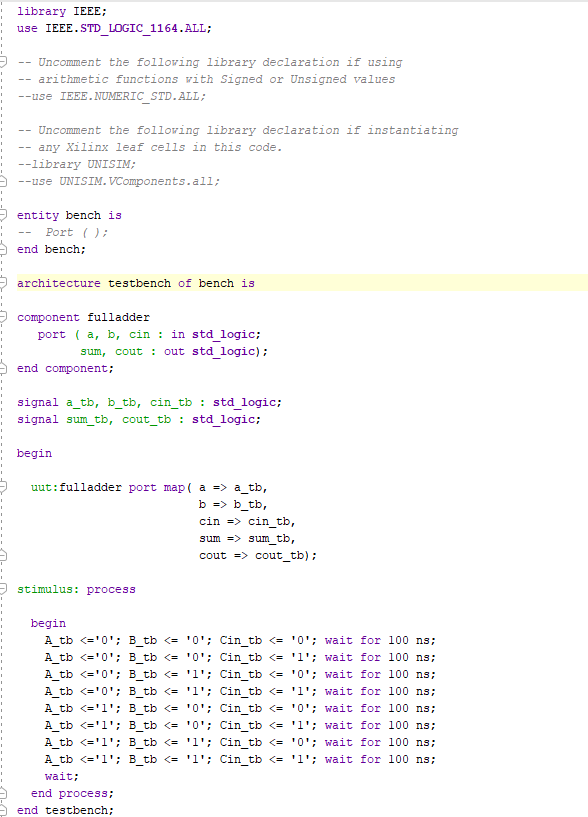 library IEEE;
use IEEE.STD_LOGIC_1164.ALL;
-- Uncomment the following library declaration if using
-- arithmetic functions with Signed or Unsigned values
--use IEEE.NUMERIC_STD.ALL;
-- Uncomment the following library declaration if instantiating
-- any Xilinx leaf cells in this code.
--library UNISIM;
--use UNISIM.VComponents.all;
entity bench is
--  Port ( );
end bench;
architecture testbench of bench is
component fulladder
   port ( a, b, cin : in std_logic;
         sum, cout : out std_logic);
end component;
signal a_tb, b_tb, cin_tb : std_logic;
signal sum_tb, cout_tb : std_logic;
begin
  uut:fulladder port map( a => a_tb,
                          b => b_tb,
                          cin => cin_tb,
                          sum => sum_tb,
                          cout => cout_tb);
stimulus: process
  begin
    A_tb <='0'; B_tb <= '0'; Cin_tb <= '0'; wait for 100 ns;
    A_tb <='0'; B_tb <= '0'; Cin_tb <= '1'; wait for 100 ns;
    A_tb <='0'; B_tb <= '1'; Cin_tb <= '0'; wait for 100 ns;
    A_tb <='0'; B_tb <= '1'; Cin_tb <= '1'; wait for 100 ns;
    A_tb <='1'; B_tb <= '0'; Cin_tb <= '0'; wait for 100 ns;
    A_tb <='1'; B_tb <= '0'; Cin_tb <= '1'; wait for 100 ns;
    A_tb <='1'; B_tb <= '1'; Cin_tb <= '0'; wait for 100 ns;
    A_tb <='1'; B_tb <= '1'; Cin_tb <= '1'; wait for 100 ns;
    wait;
  end process;
end testbench;